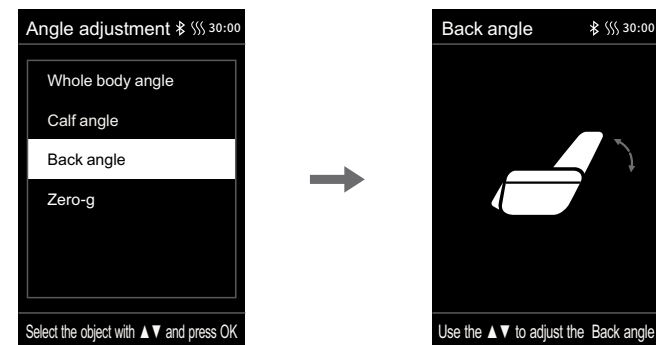 Angle adjustment 30:00
Whole body angle
Calf angle
Back angle
Zero-g
Select the object with ▲▼ and press OK
Back angle 30:00
Use the ▲▼ to adjust the Back angle